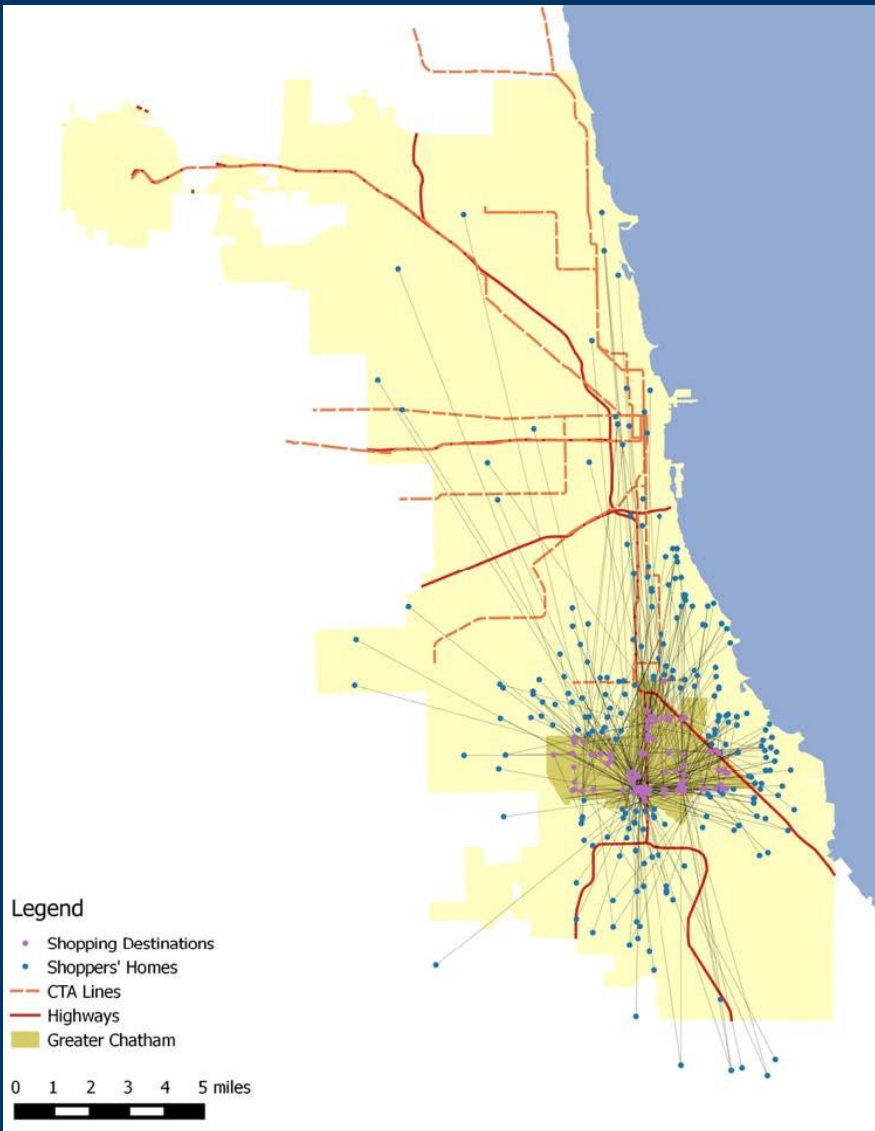 Legend
Shopping Destinations
Shoppers' Homes
CTA Lines
Highways
Greater Chatham
0 1 2 3 4 5 miles